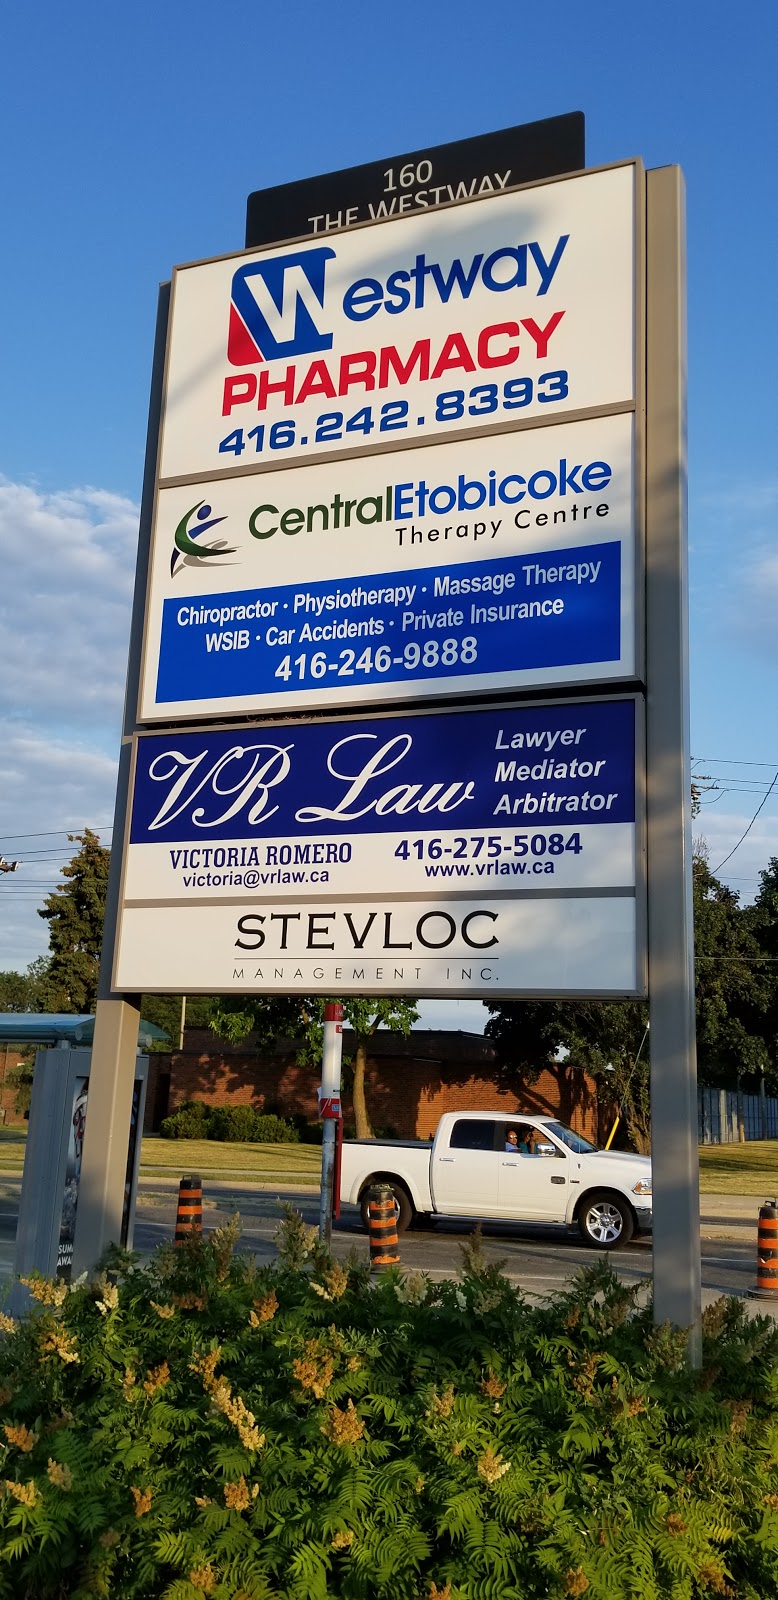 160
THE WESTWAY
Westway
PHARMACY
416.242.8393
CentralEtobicoke
Therapy Centre
Chiropractor · Physiotherapy · Massage Therapy
WSIB · Car Accidents · Private Insurance
416-246-9888
VR Law
Lawyer
Mediator
Arbitrator
VICTORIA ROMERO
victoria@vrlaw.ca
416-275-5084
www.vrlaw.ca
STEVLOC
MANAGEMENT INC.